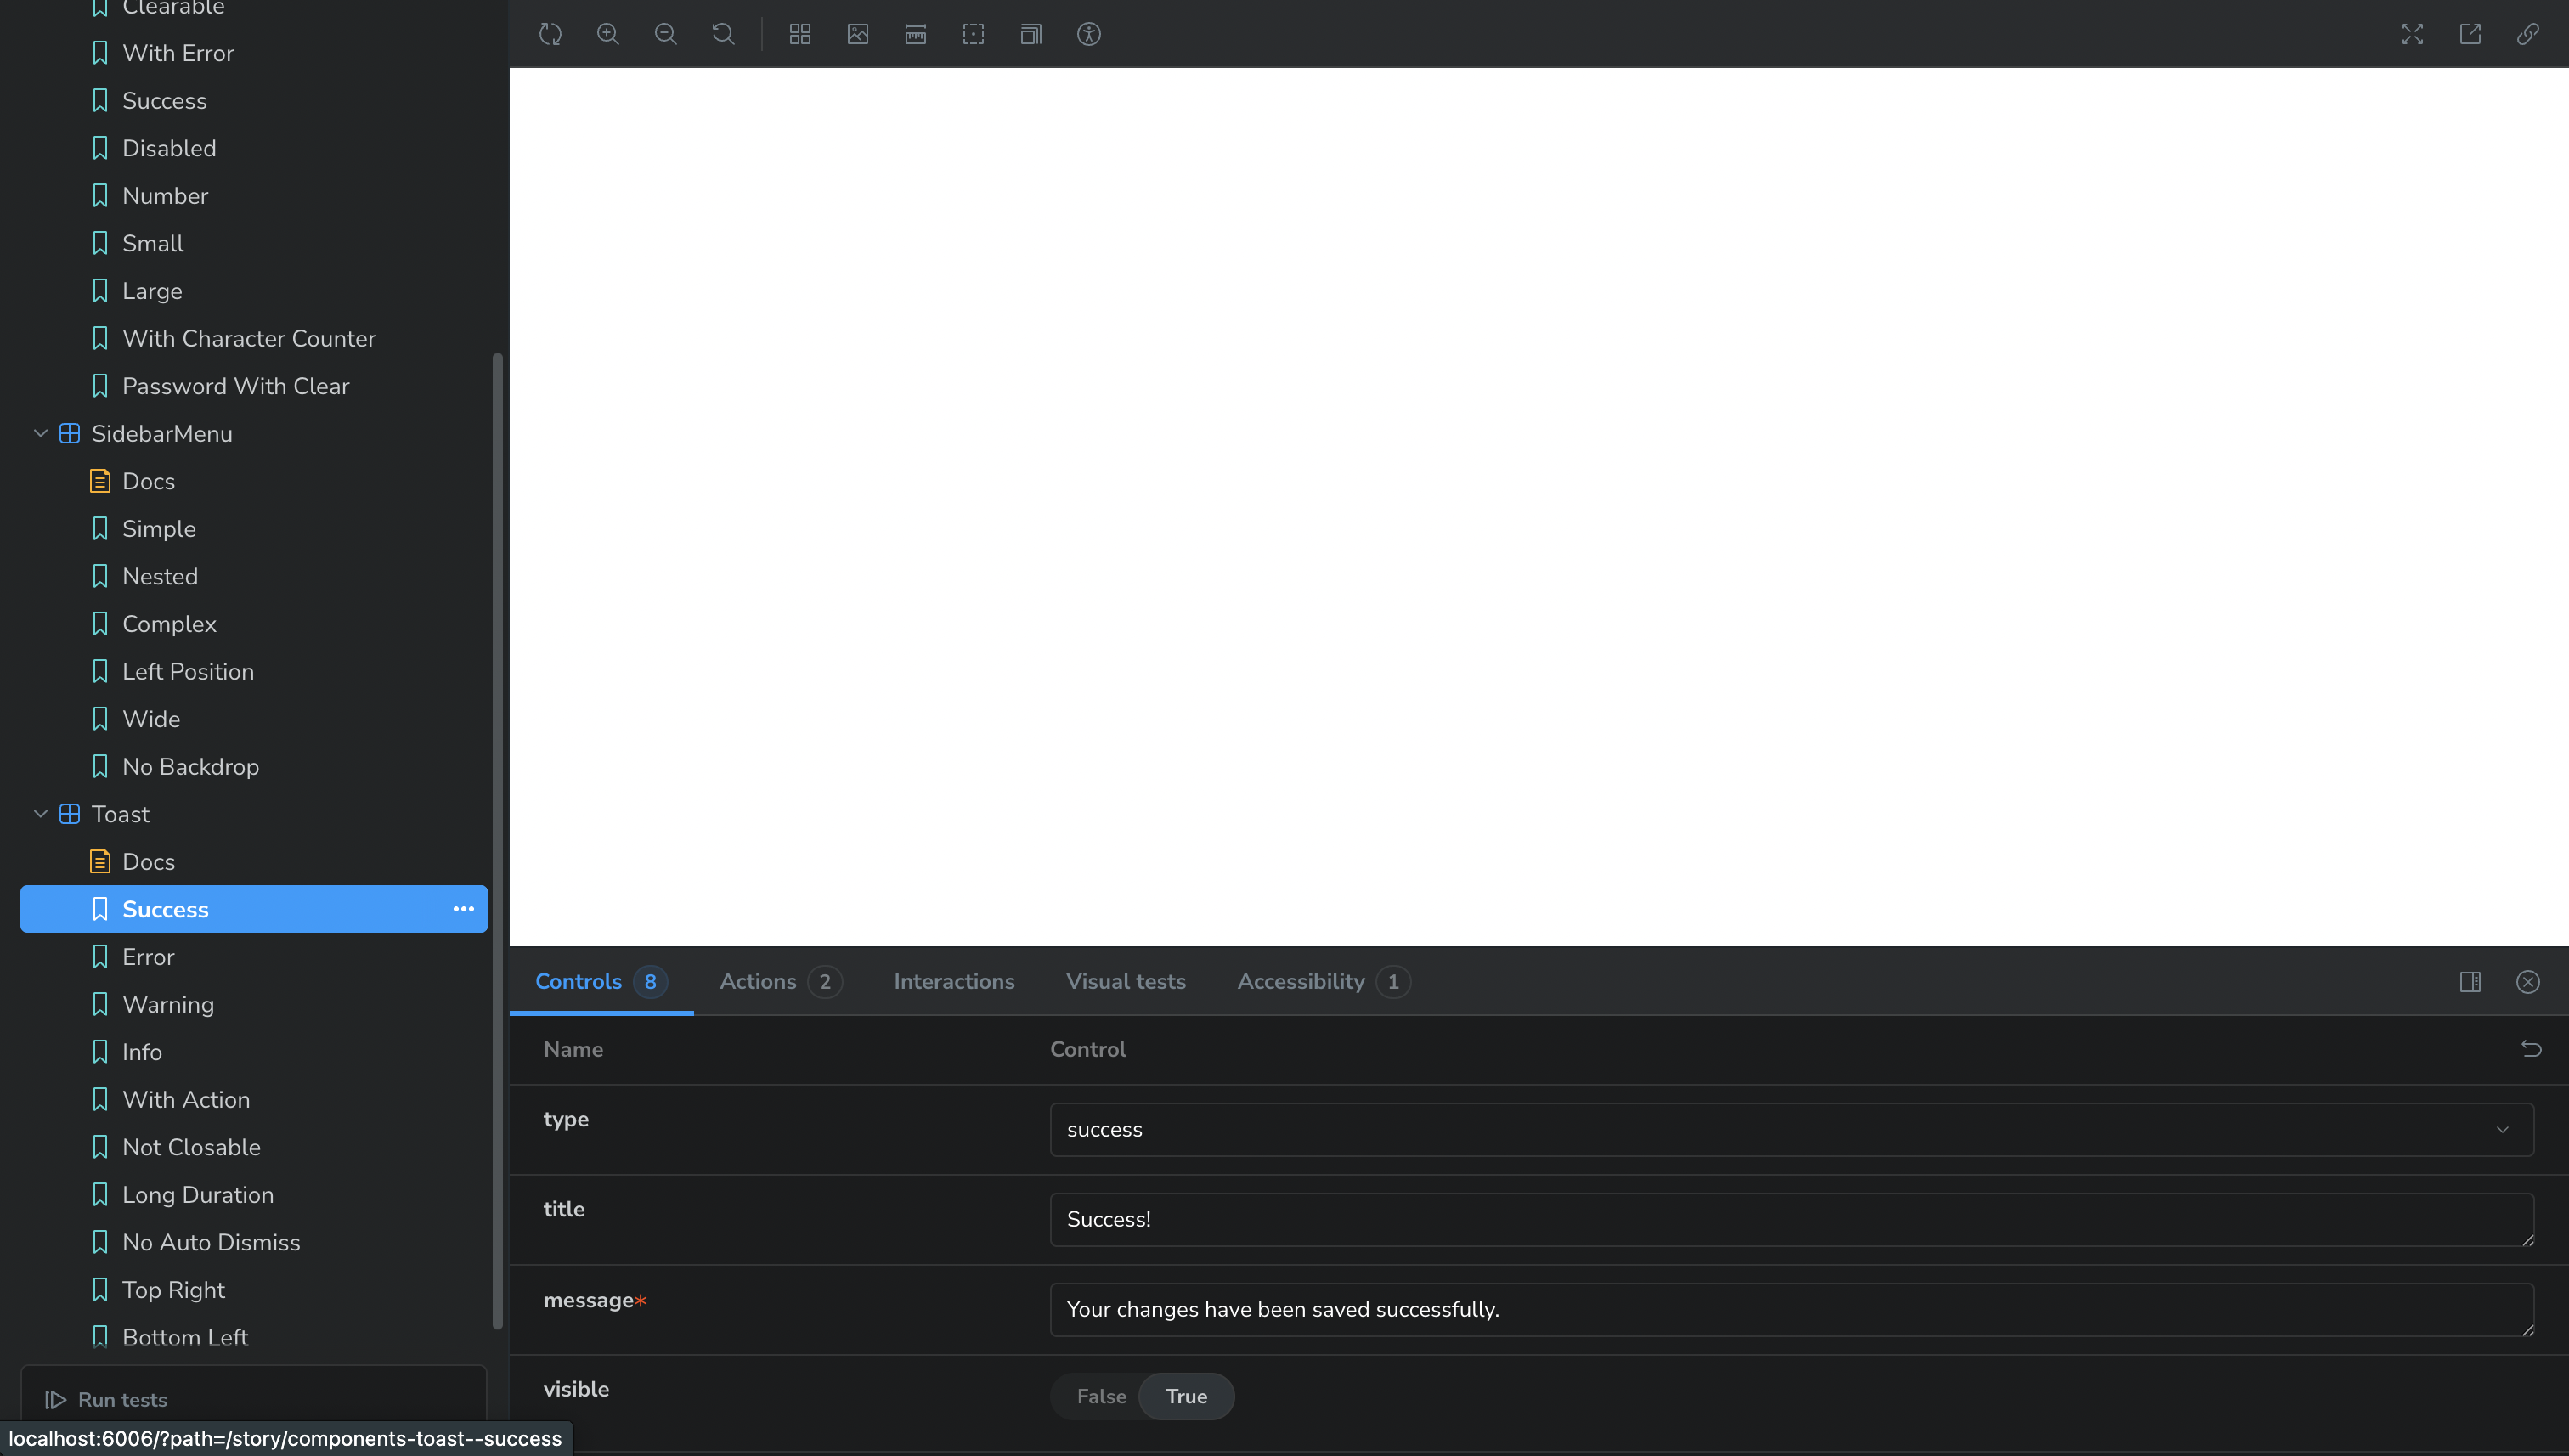 Clearable
With Error
Success
Disabled
Number
Small
Large
With Character Counter
Password With Clear
SidebarMenu
Docs
Simple
Nested
Complex
Left Position
Wide
No Backdrop
Toast
Docs
Success
Error
Warning
Info
With Action
Not Closable
Long Duration
No Auto Dismiss
Top Right
Bottom Left
Run tests
localhost:6006/?path=/story/components-toast--success
Controls 8 Actions 2 Interactions Visual tests Accessibility 1
Name Control
type success
title Success!
message* Your changes have been saved successfully.
visible False True